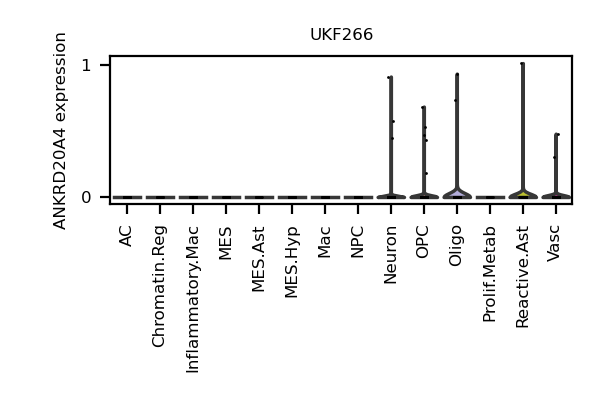 UKF266
ANKRD20A4 expression
1
0
AC
Chromatin.Reg
Inflammatory.Mac
MES
MES.Ast
MES.Hyp
Mac
NPC
Neuron
OPC
Oligo
Prolif.Metab
Reactive.Ast
Vasc